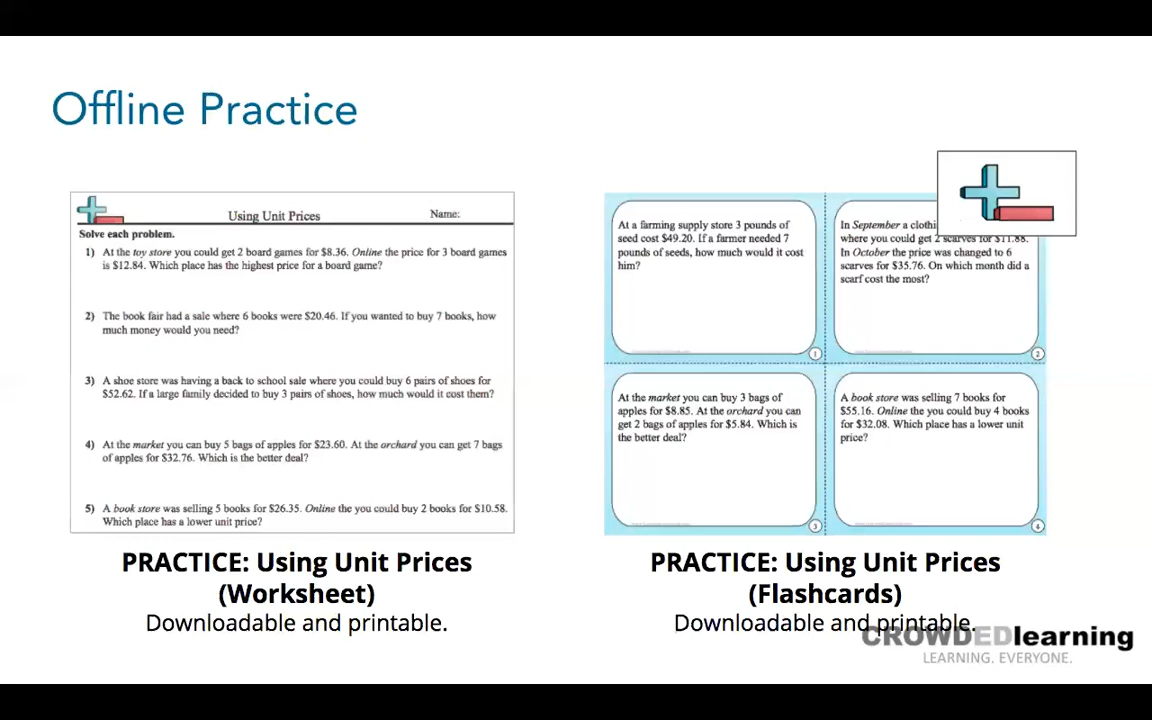 Offline Practice
Using Unit Prices
Name:
Solve each problem.
1) At the toy store you could get 2 board games for $8.36. Online the price for 3 board games
is $12.84. Which place has the highest price for a board game?
2) The book fair had a sale where 6 books were $20.46. If you wanted to buy 7 books, how
much money would you need?
3) A shoe store was having a back to school sale where you could buy 6 pairs of shoes for
$52.62. If a large family decided to buy 3 pairs of shoes, how much would it cost them?
4) At the market you can buy 5 bags of apples for $23.60. At the orchard you can get 7 bags
of apples for $32.76. Which is the better deal?
5) A book store was selling 5 books for $26.35. Online the you could buy 2 books for $10.58.
Which place has a lower unit price?
PRACTICE: Using Unit Prices
(Worksheet)
Downloadable and printable.
At a farming supply store 3 pounds of
seed cost $49.20. If a farmer needed 7
pounds of seeds, how much would it cost
him?
1
In September a clothi
where you could get 2 scarves for $11.88.
In October the price was changed to 6
scarves for $35.76. On which month did a
scarf cost the most?
2
At the market you can buy 3 bags of
apples for $8.85. At the orchard you can
get 2 bags of apples for $5.84. Which is
the better deal?
3
A book store was selling 7 books for
$55.16. Online the you could buy 4 books
for $32.08. Which place has a lower unit
price?
4
PRACTICE: Using Unit Prices
(Flashcards)
Downloadable and printable.
CROWDEDlearning
LEARNING. EVERYONE.